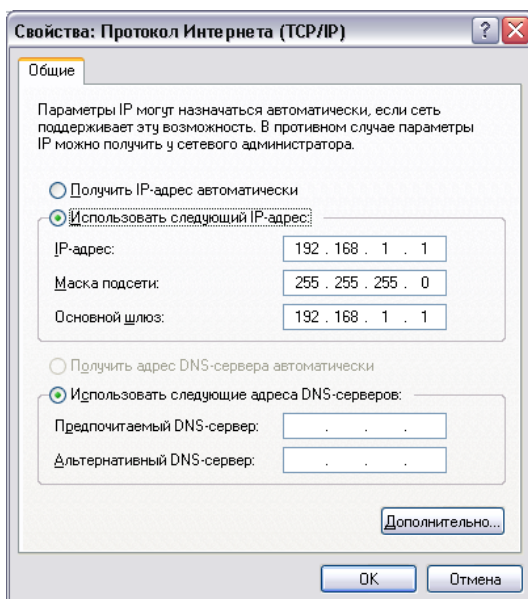 Свойства: Протокол Интернета (TCP/IP)
Общие
Параметры IP могут назначаться автоматически, если сеть
поддерживает эту возможность. В противном случае параметры
IP можно получить у сетевого администратора.
Получить IP-адрес автоматически
Использовать следующий IP-адрес:
IP-адрес: 192 . 168 . 1 . 1
Маска подсети: 255 . 255 . 255 . 0
Основной шлюз: 192 . 168 . 1 . 1
Получить адрес DNS-сервера автоматически
Использовать следующие адреса DNS-серверов:
Предпочитаемый DNS-сервер: . . .
Альтернативный DNS-сервер: . . .
Дополнительно...
OK Отмена